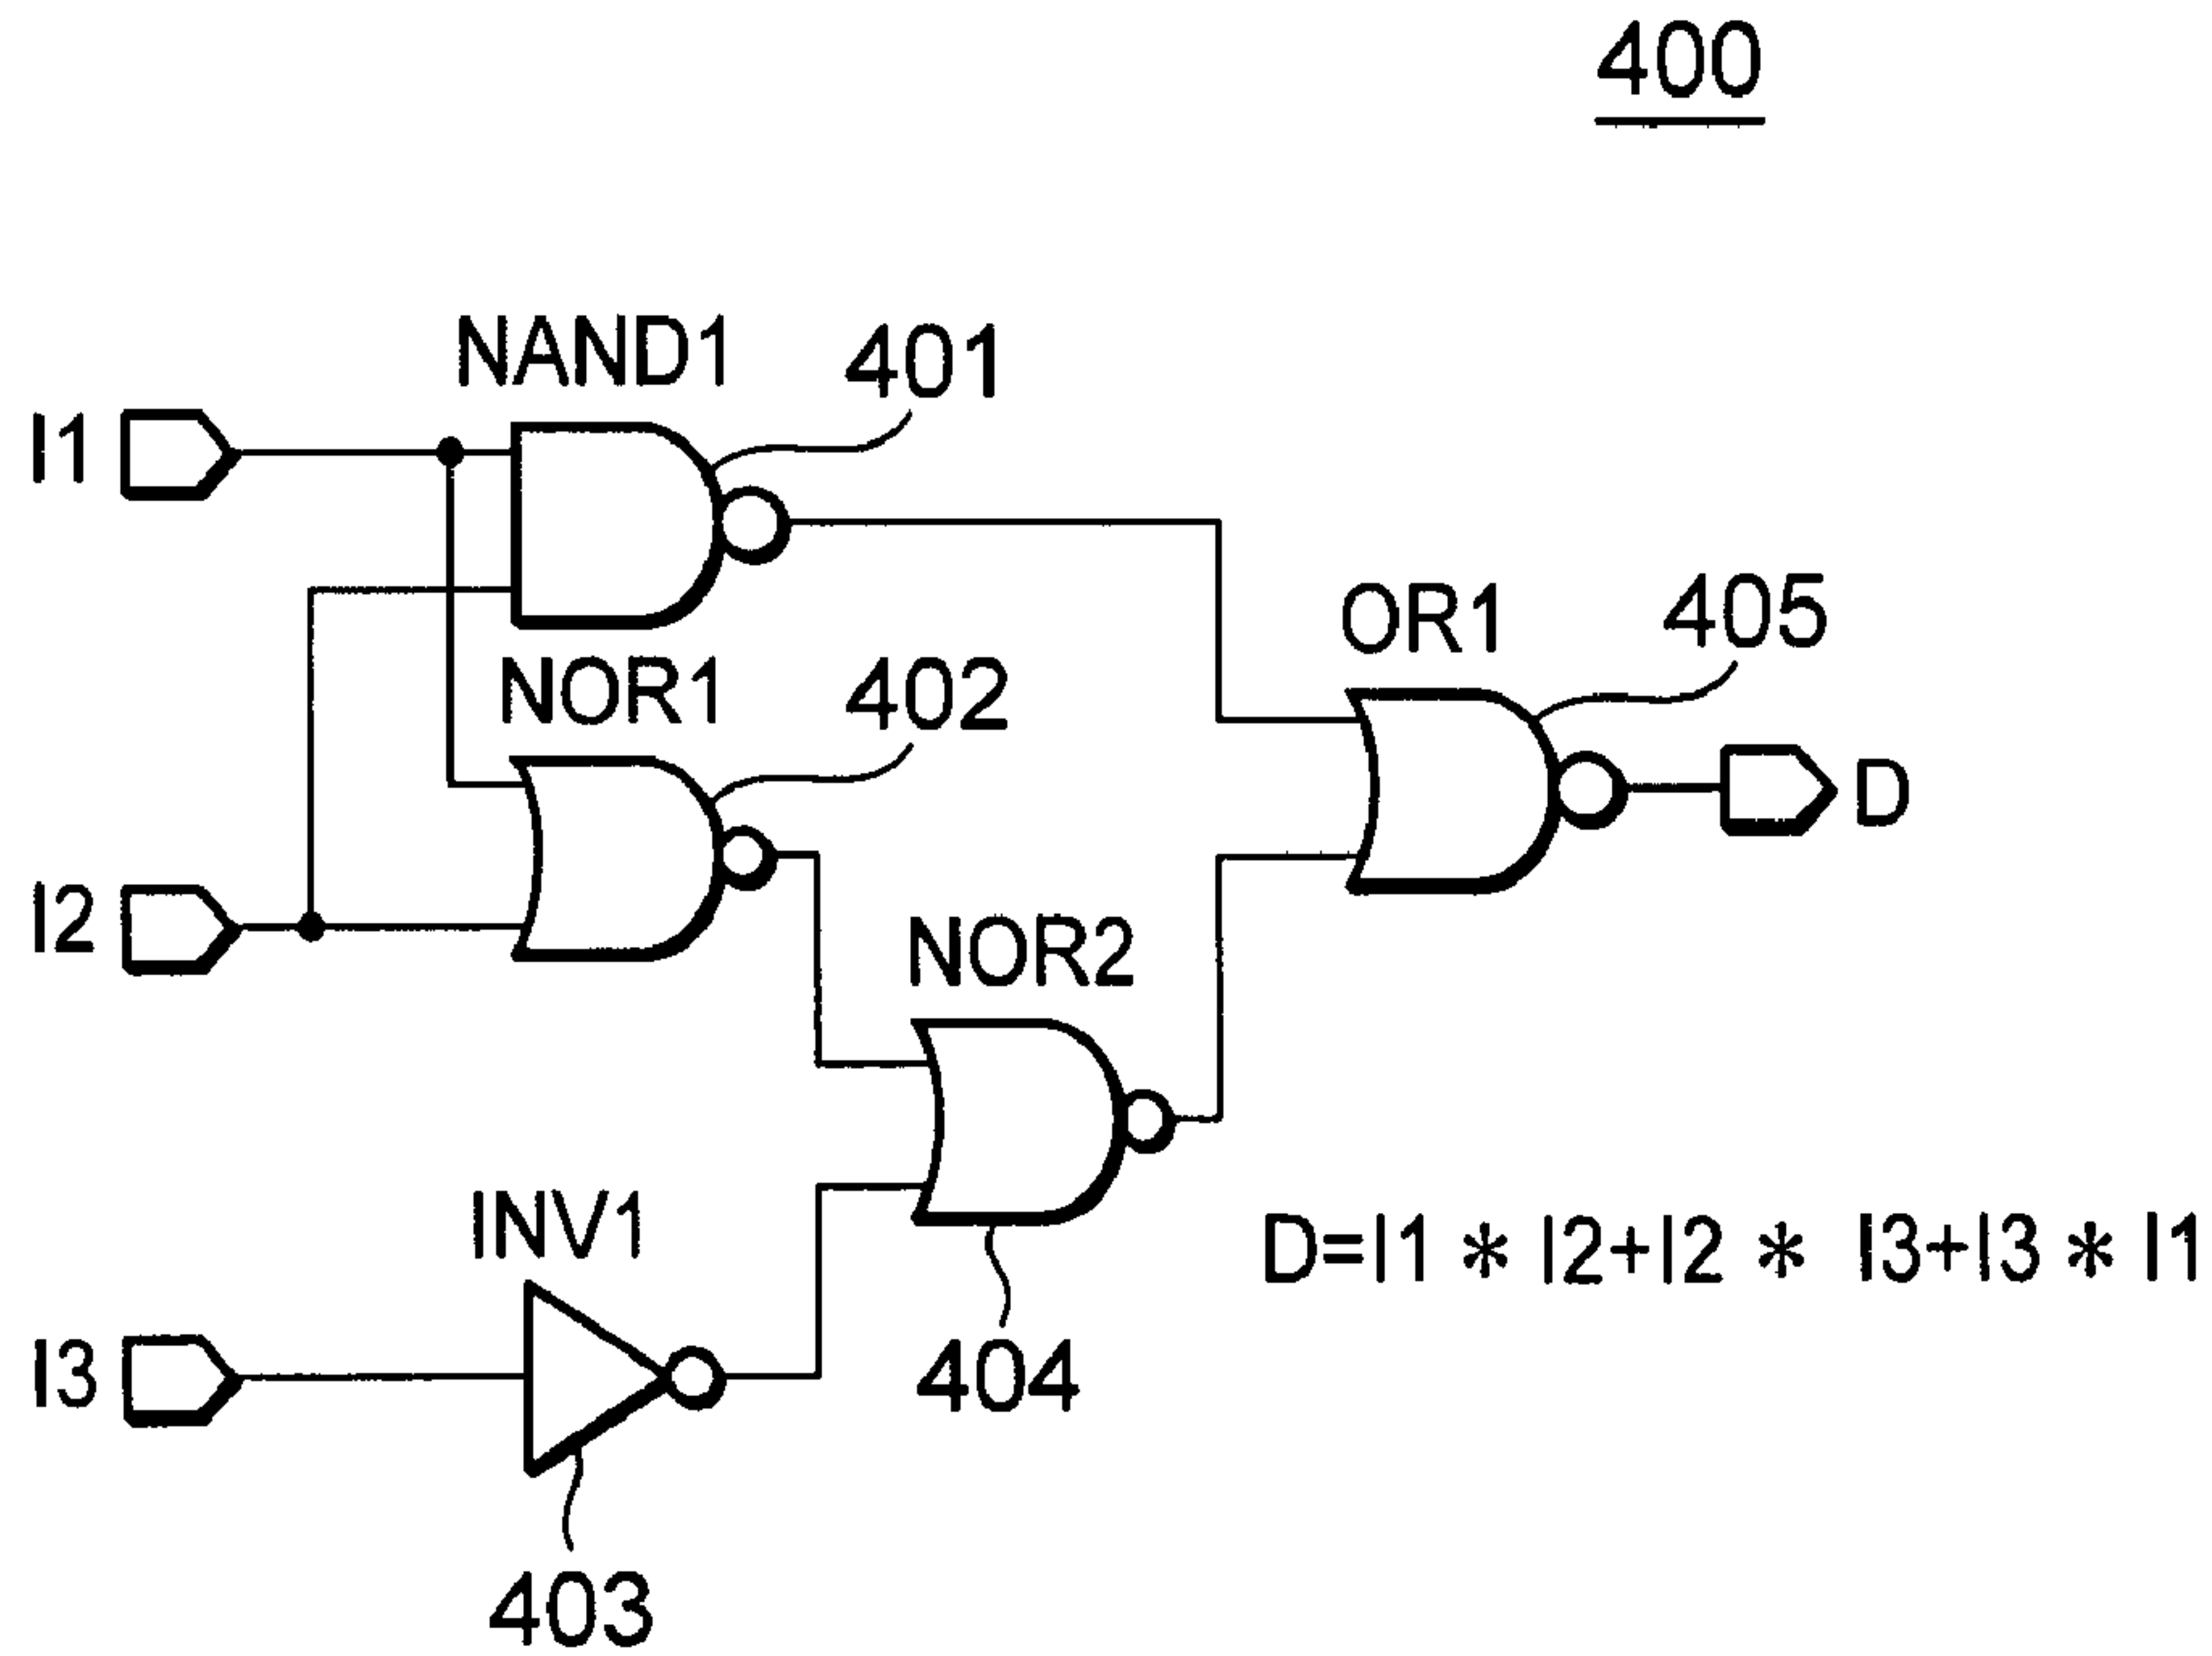 400
NAND1
401
I1
NOR1
402
OR1
405
D
I2
NOR2
INV1
D=I1 * I2+I2 * I3+I3 * I1
I3
404
403